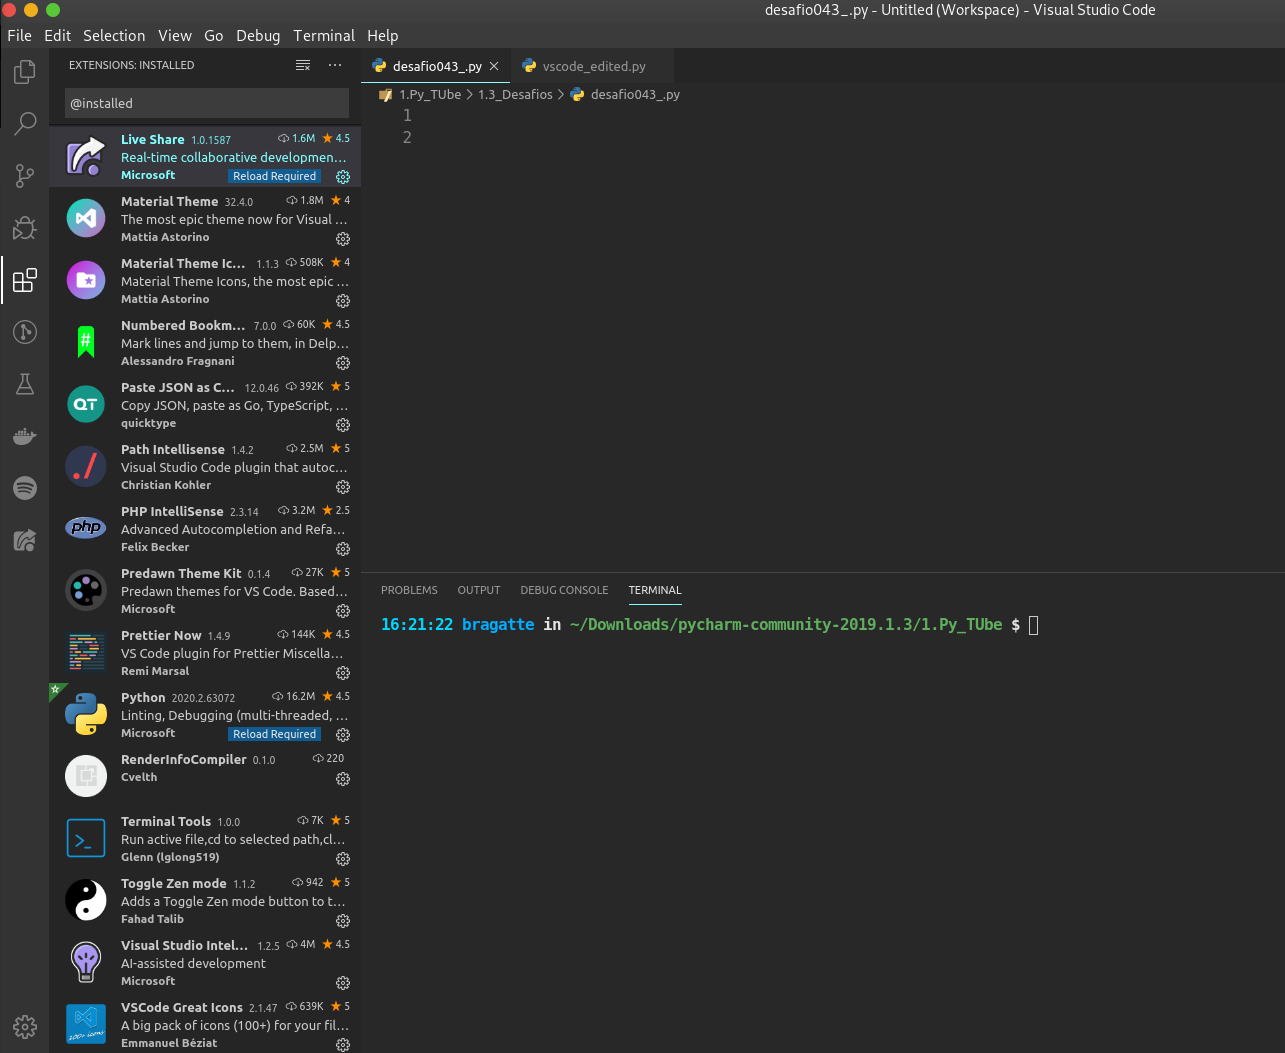 desafio043_.py - Untitled (Workspace) - Visual Studio Code
File Edit Selection View Go Debug Terminal Help
EXTENSIONS: INSTALLED
@installed
Live Share 1.0.1587 1.6M 4.5
Real-time collaborative developmen…
Microsoft Reload Required
Material Theme 32.4.0 1.8M 4
The most epic theme now for Visual …
Mattia Astorino
Material Theme Ic… 1.1.3 508K 4
Material Theme Icons, the most epic …
Mattia Astorino
Numbered Bookm… 7.0.0 60K 4.5
Mark lines and jump to them, in Delp…
Alessandro Fragnani
Paste JSON as C… 12.0.46 392K 5
Copy JSON, paste as Go, TypeScript, …
quicktype
QT
Path Intellisense 1.4.2 2.5M 5
Visual Studio Code plugin that autoc…
Christian Kohler
PHP IntelliSense 2.3.14 3.2M 2.5
Advanced Autocompletion and Refa…
Felix Becker
php
Predawn Theme Kit 0.1.4 27K 5
Predawn themes for VS Code. Based…
Microsoft
Prettier Now 1.4.9 144K 4.5
VS Code plugin for Prettier Miscella…
Remi Marsal
Python 2020.2.63072 16.2M 4.5
Linting, Debugging (multi-threaded, …
Microsoft Reload Required
RenderInfoCompiler 0.1.0 220
Cvelth
Terminal Tools 1.0.0 7K 5
Run active file,cd to selected path,cl…
Glenn (lglong519)
Toggle Zen mode 1.1.2 942 5
Adds a Toggle Zen mode button to t…
Fahad Talib
Visual Studio Intel… 1.2.5 4M 4.5
AI-assisted development
Microsoft
VSCode Great Icons 2.1.47 639K 5
A big pack of icons (100+) for your fil…
Emmanuel Béziat
100+ icons
desafio043_.py vscode_edited.py
1.Py_TUbe > 1.3_Desafios > desafio043_.py
1
2
PROBLEMS OUTPUT DEBUG CONSOLE TERMINAL
16:21:22 bragatte in ~/Downloads/pycharm-community-2019.1.3/1.Py_TUbe $